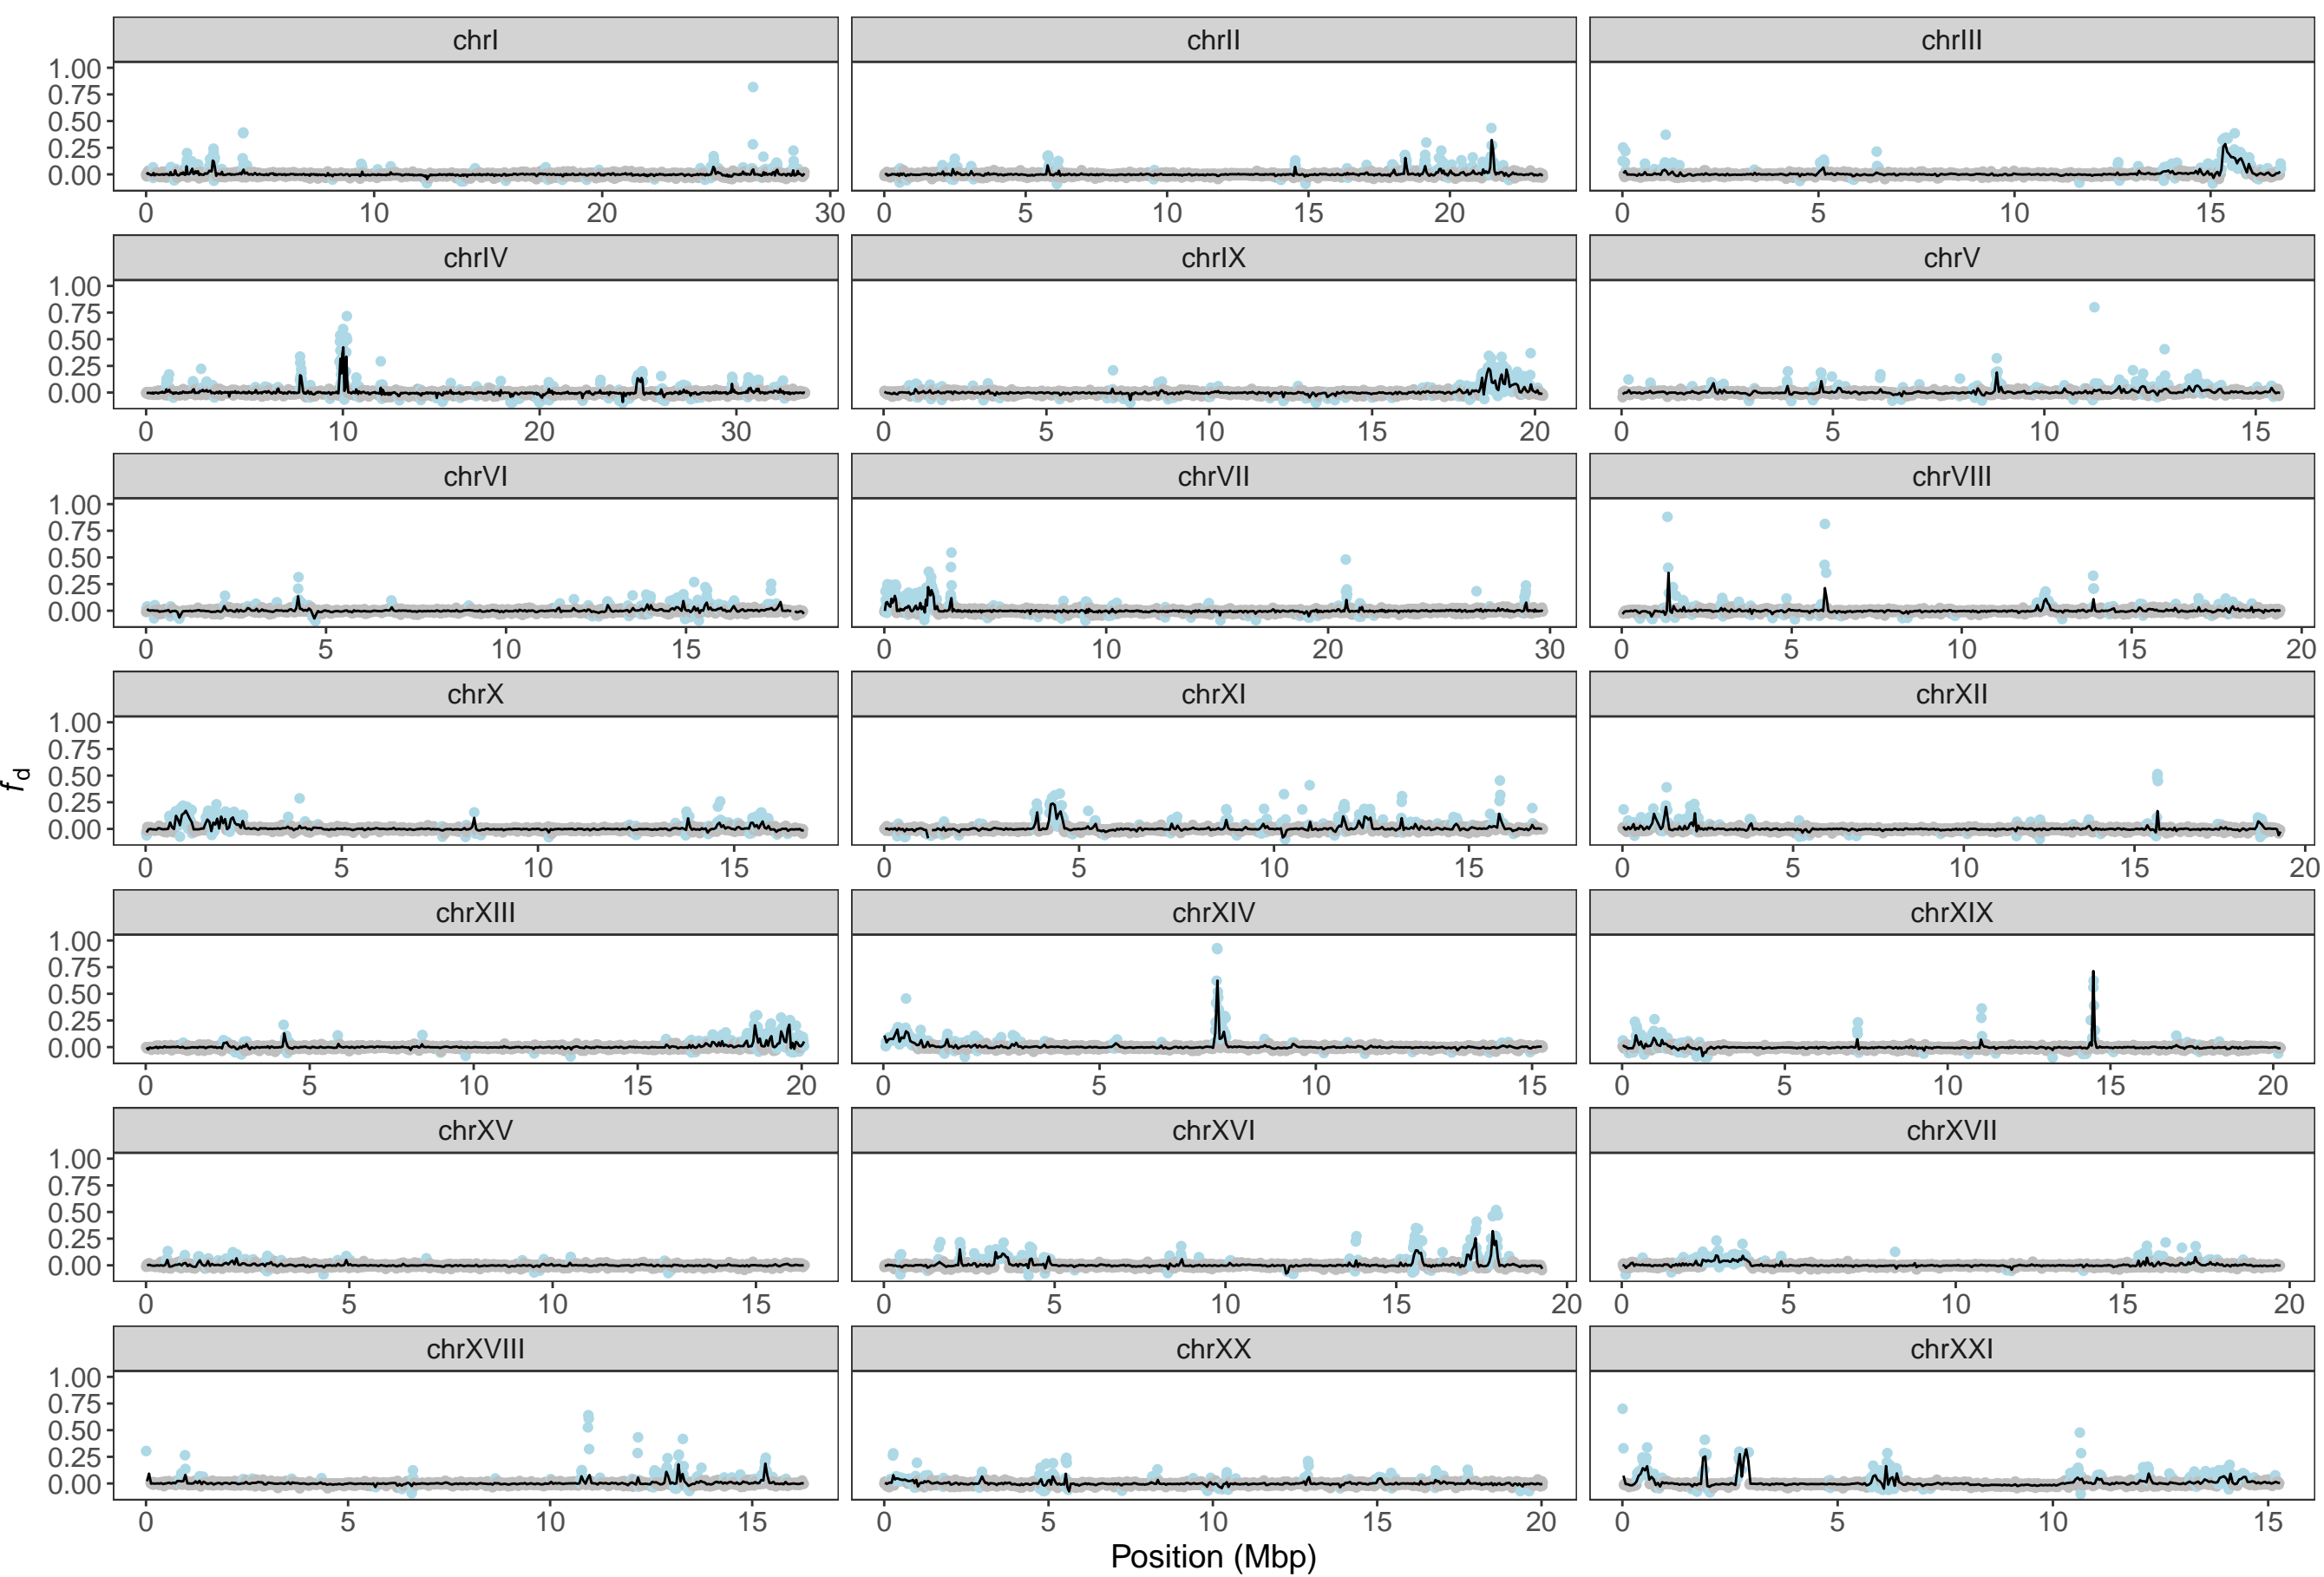 chrI chrII chrIII
1.00
0.75
0.50
0.25
0.00
0 10 20 30 0 5 10 15 20 0 5 10 15
chrIV chrIX chrV
1.00
0.75
0.50
0.25
0.00
0 10 20 30 0 5 10 15 20 0 5 10 15
chrVI chrVII chrVIII
1.00
0.75
0.50
0.25
0.00
0 5 10 15 0 10 20 30 0 5 10 15 20
chrX chrXI chrXII
1.00
0.75
0.50
0.25
0.00
0 5 10 15 0 5 10 15 0 5 10 15 20
fd
chrXIII chrXIV chrXIX
1.00
0.75
0.50
0.25
0.00
0 5 10 15 20 0 5 10 15 0 5 10 15 20
chrXV chrXVI chrXVII
1.00
0.75
0.50
0.25
0.00
0 5 10 15 0 5 10 15 20 0 5 10 15 20
chrXVIII chrXX chrXXI
1.00
0.75
0.50
0.25
0.00
0 5 10 15 0 5 10 15 20 0 5 10 15
Position (Mbp)